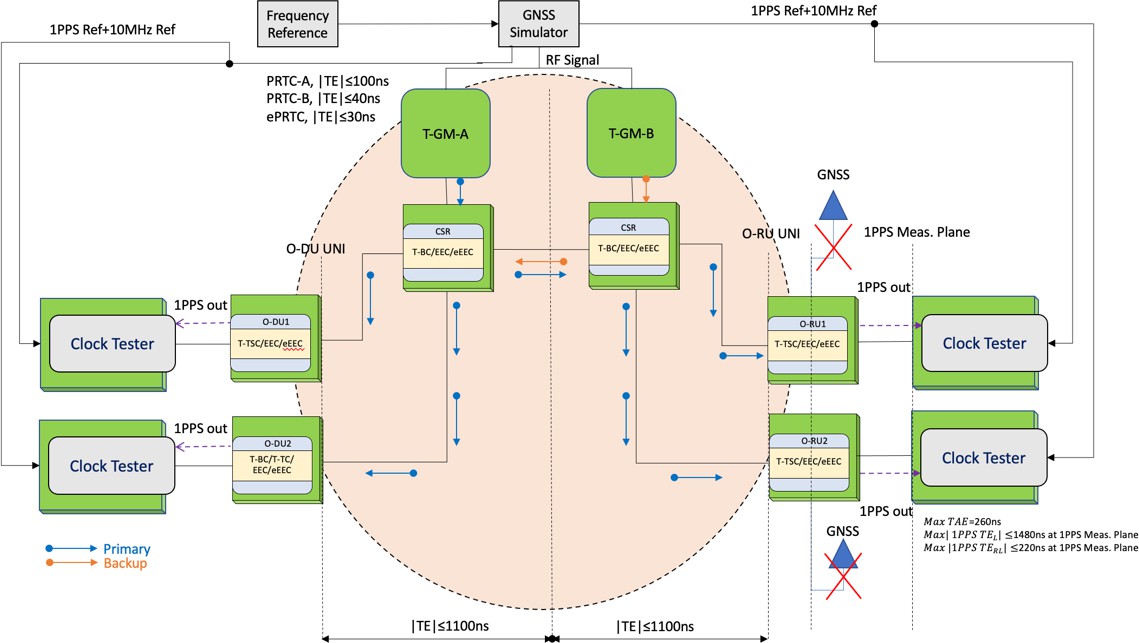 Frequency
Reference
GNSS
Simulator
1PPS Ref+10MHz Ref
1PPS Ref+10MHz Ref
RF Signal
PRTC-A, |TE|≤100ns
PRTC-B, |TE|≤40ns
ePRTC, |TE|≤30ns
T-GM-A
T-GM-B
GNSS
CSR
T-BC/EEC/eEEC
CSR
T-BC/EEC/eEEC
O-DU UNI
O-RU UNI
1PPS Meas. Plane
1PPS out
1PPS out
Clock Tester
O-DU1
T-TSC/EEC/eEEC
O-RU1
T-TSC/EEC/eEEC
Clock Tester
1PPS out
Clock Tester
O-DU2
T-BC/T-TC/
EEC/eEEC
O-RU2
T-TSC/EEC/eEEC
Clock Tester
1PPS out
GNSS
Max TAE=260ns
Max| 1PPS TE_L| ≤1480ns at 1PPS Meas. Plane
Max |1PPS TE_RL| ≤220ns at 1PPS Meas. Plane
Primary
Backup
|TE|≤1100ns
|TE|≤1100ns